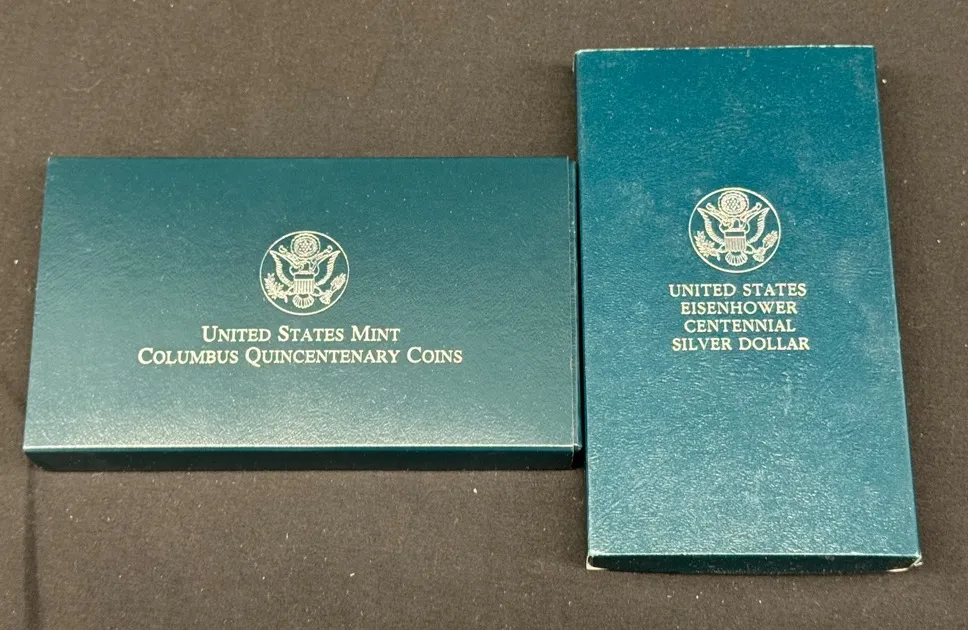 United States Mint
Columbus Quincentenary Coins
UNITED STATES
EISENHOWER
CENTENNIAL
SILVER DOLLAR